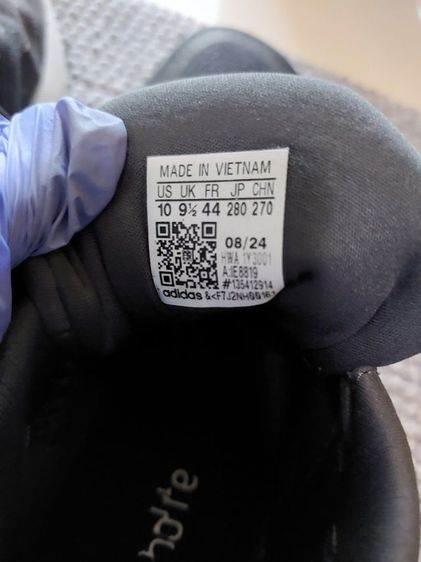 MADE IN VIETNAM
US UK FR JP CHN
10 9½ 44 280 270
08/24
HWA 1Y3001
A.IE8819
#135412914
adidas